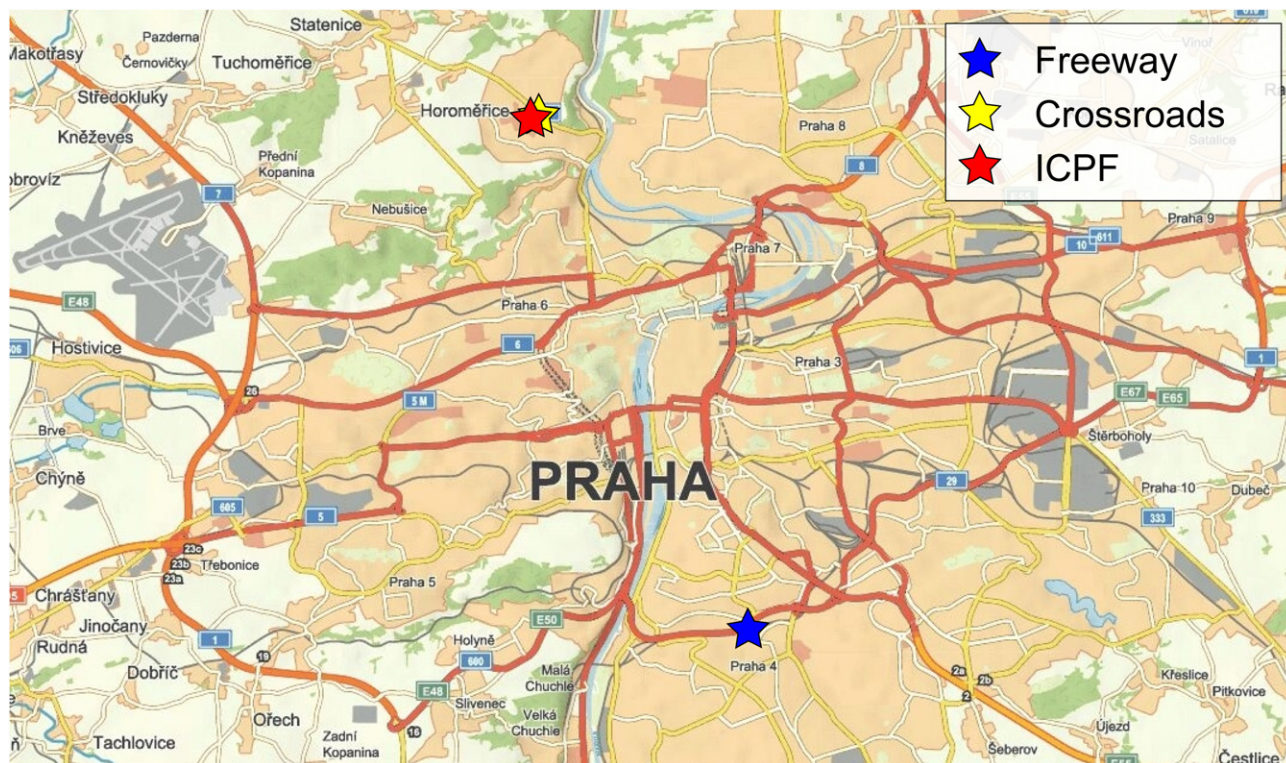 Statenice
Makotřasy
Pazderna
Černovičky
Tuchoměřice
Středokluky
Horoměřice
Kněževes
Přední
Kopanina
7
Nebušice
Praha 8
8
Freeway
Crossroads
ICPF
Praha 9
611
10
Praha 7
E48
Praha 6
Hostivice
6
Praha 3
1
26
5 M
E67
E65
Brve
Štěrboholy
Chýně
PRAHA
29
Praha 10
Dubeč
605
5
333
23c
23b
23a
Třebonice
Chrášťany
Praha 5
Jinočany
Rudná
1
E50
Dobříč
19
Holyně
600
Malá
Chuchle
Praha 4
2a
2b
2
Křeslice
Pitkovice
E48
Slivenec
Ořech
16
Velká
Chuchle
Zadní
Kopanina
Tachlovice
Újezd
Šeberov
Čestlice